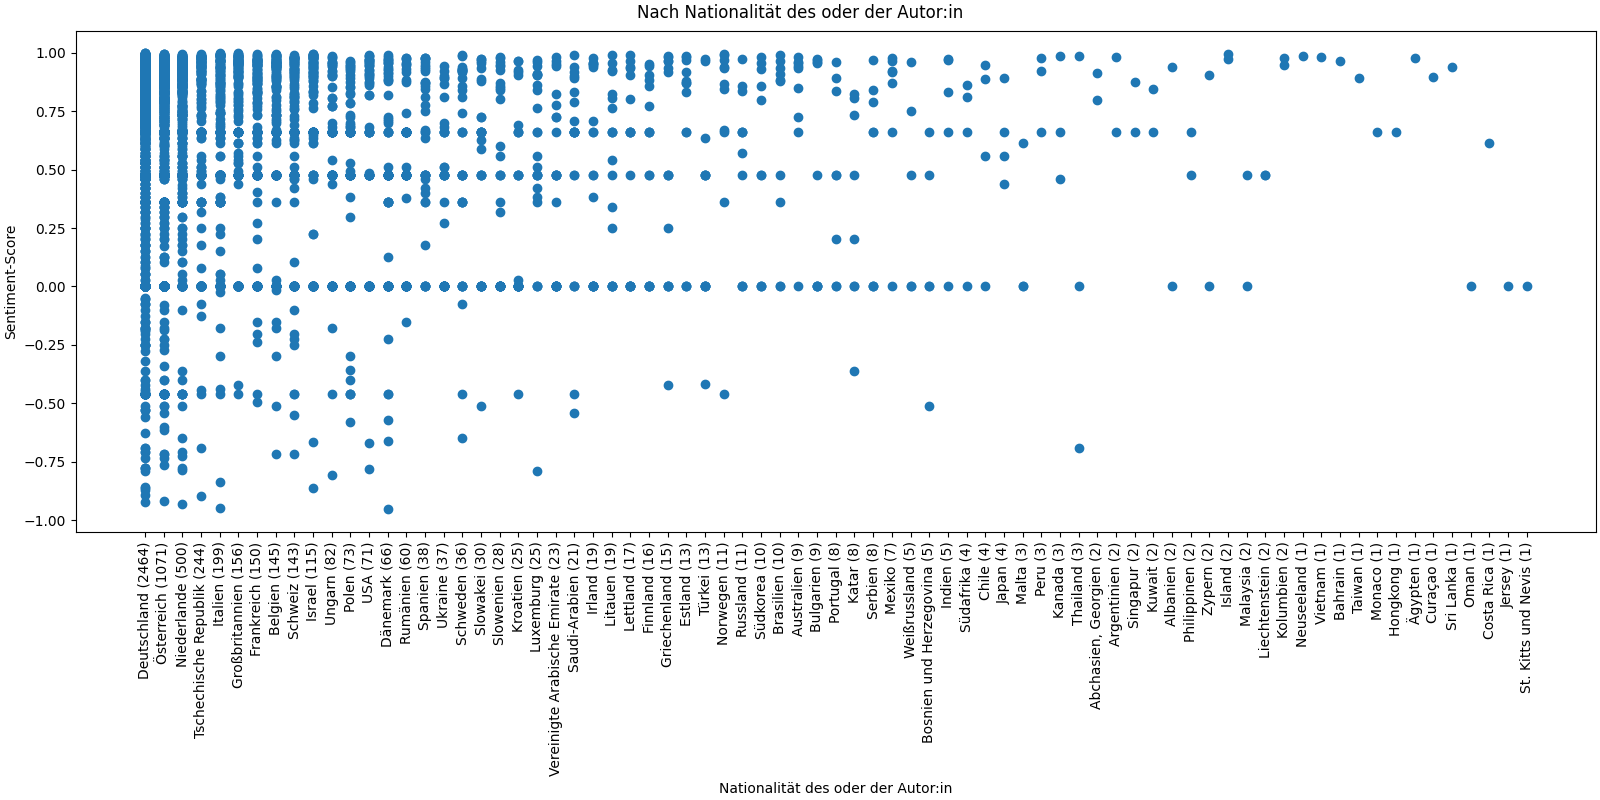 Nach Nationalität des oder der Autor:in
Sentiment-Score
1.00
0.75
0.50
0.25
0.00
−0.25
−0.50
−0.75
−1.00
Deutschland (2464)
Österreich (1071)
Niederlande (500)
Tschechische Republik (244)
Italien (199)
Großbritanien (156)
Frankreich (150)
Belgien (145)
Schweiz (143)
Israel (115)
Ungarn (82)
Polen (73)
USA (71)
Dänemark (66)
Rumänien (60)
Spanien (38)
Ukraine (37)
Schweden (36)
Slowakei (30)
Slowenien (28)
Kroatien (25)
Luxemburg (25)
Vereinigte Arabische Emirate (23)
Saudi-Arabien (21)
Irland (19)
Litauen (19)
Lettland (17)
Finnland (16)
Griechenland (15)
Estland (13)
Türkei (13)
Norwegen (11)
Russland (11)
Südkorea (10)
Brasilien (10)
Australien (9)
Bulgarien (9)
Portugal (8)
Katar (8)
Serbien (8)
Mexiko (7)
Weißrussland (5)
Bosnien und Herzegovina (5)
Indien (5)
Südafrika (4)
Chile (4)
Japan (4)
Malta (3)
Peru (3)
Kanada (3)
Thailand (3)
Abchasien, Georgien (2)
Argentinien (2)
Singapur (2)
Kuwait (2)
Albanien (2)
Philippinen (2)
Zypern (2)
Island (2)
Malaysia (2)
Liechtenstein (2)
Kolumbien (2)
Neuseeland (1)
Vietnam (1)
Bahrain (1)
Taiwan (1)
Monaco (1)
Hongkong (1)
Ägypten (1)
Curaçao (1)
Sri Lanka (1)
Oman (1)
Costa Rica (1)
Jersey (1)
St. Kitts und Nevis (1)
Nationalität des oder der Autor:in